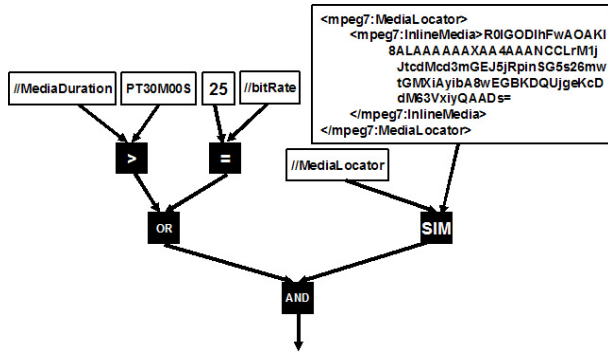 <mpeg7:MediaLocator>
<mpeg7:InlineMedia>R0lGODlhFwAOAKI
8ALAAAAAAXAA4AAANCCLrM1j
JtcdMcd3mGEJ5jRpinSG5s26mw
tGMXiAyibA8wEGBKDQUjgeKcD
dM63VxiyQAADs=
</mpeg7:InlineMedia>
</mpeg7:MediaLocator>
//MediaDuration
PT30M00S
25
//bitRate
>
=
//MediaLocator
OR
SIM
AND